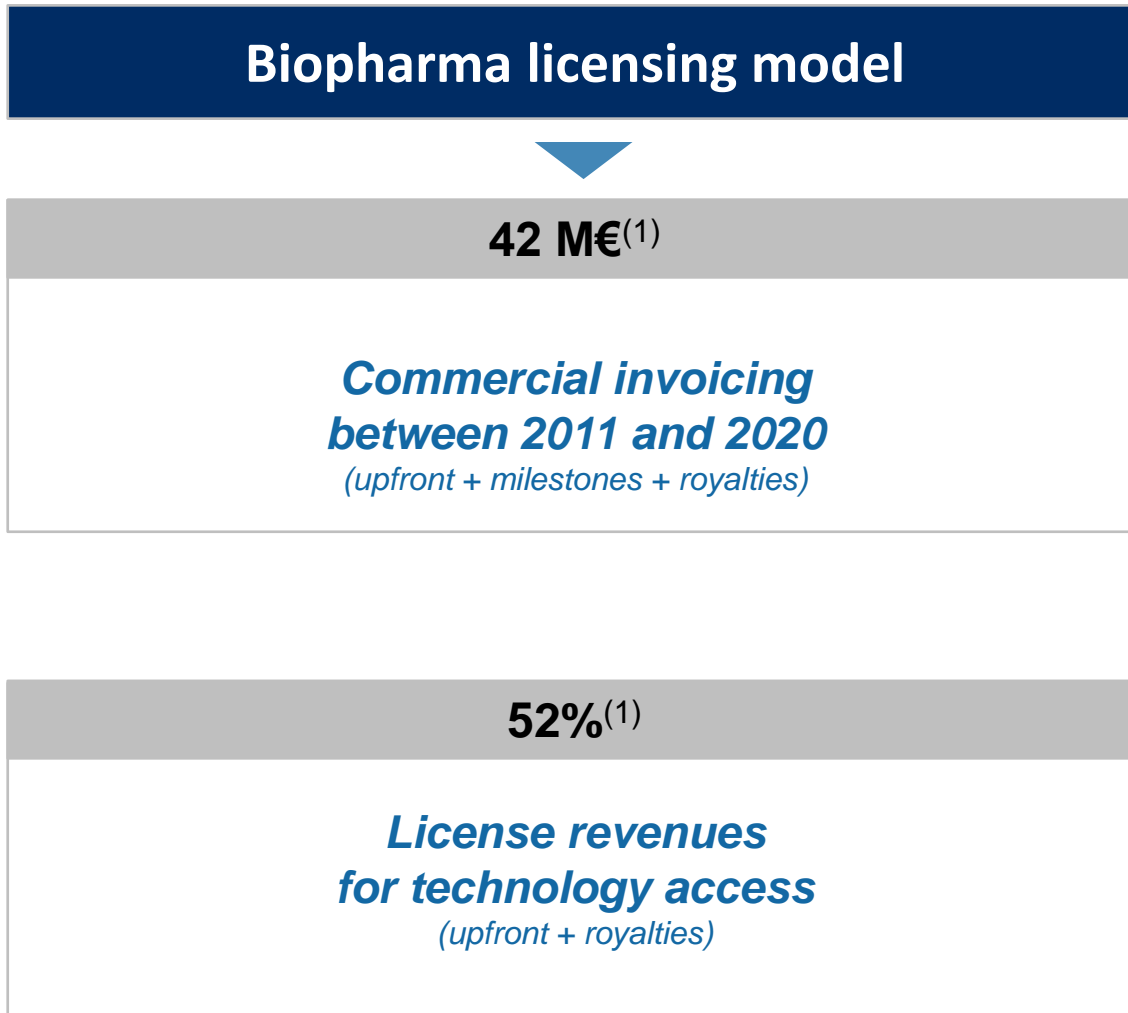 Biopharma licensing model
42 M€(1)
Commercial invoicing
between 2011 and 2020
(upfront + milestones + royalties)
52%(1)
License revenues
for technology access
(upfront + royalties)